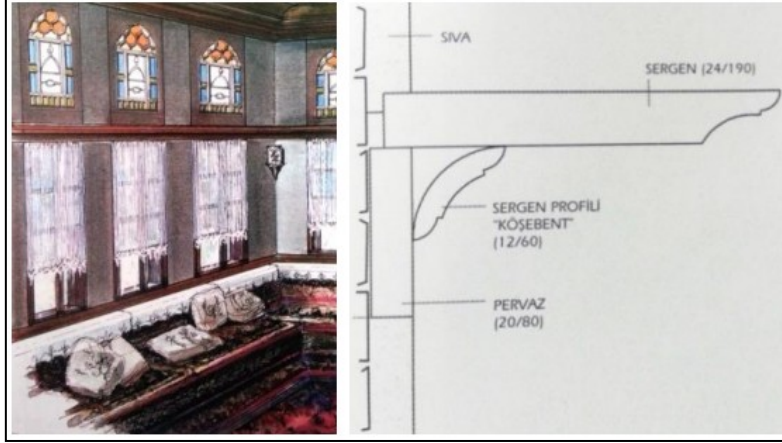 SIVA
SERGEN (24/190)
SERGEN PROFİLİ
"KÖŞEBENT"
(12/60)
PERVAZ
(20/80)